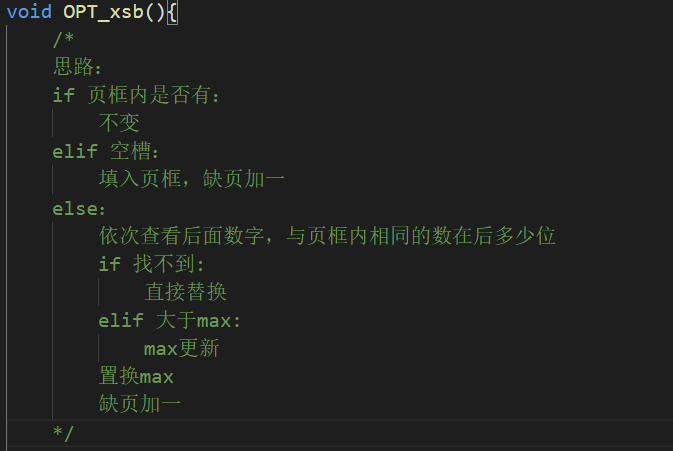 void OPT_xsb(){
/*
思路：
if 页框内是否有：
不变
elif 空槽：
填入页框，缺页加一
else：
依次查看后面数字，与页框内相同的数在后多少位
if 找不到：
直接替换
elif 大于max：
max更新
置换max
缺页加一
*/